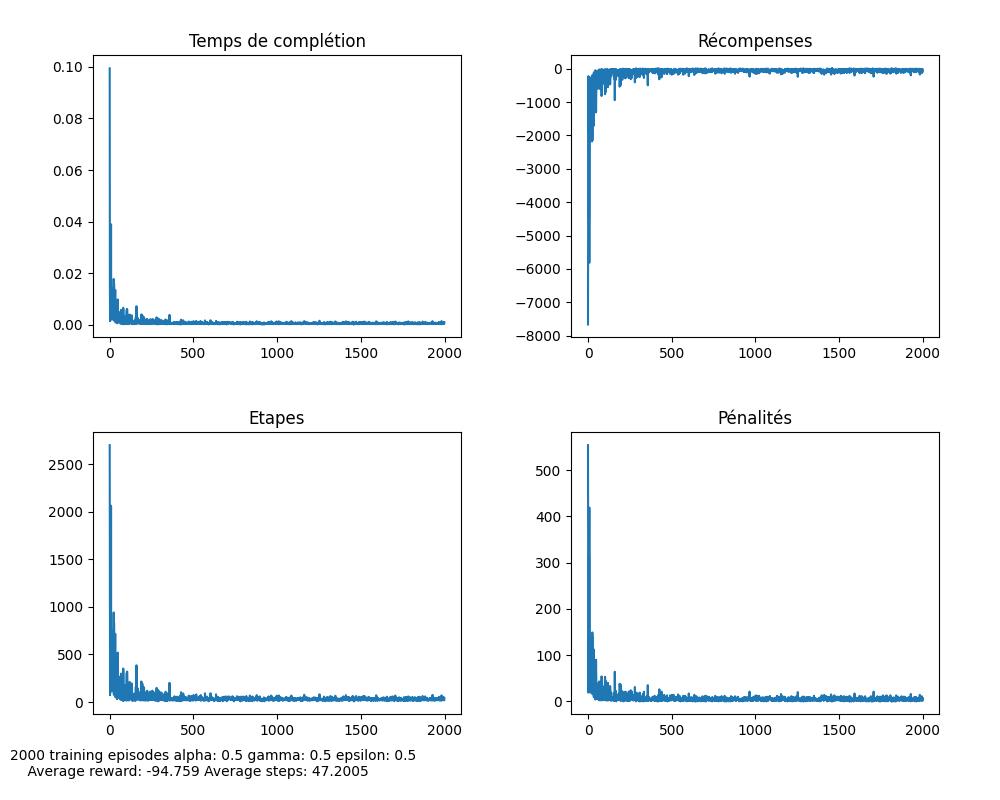 Temps de complétion
0.10
0.08
0.06
0.04
0.02
0.00
0 500 1000 1500 2000
Récompenses
0
−1000
−2000
−3000
−4000
−5000
−6000
−7000
−8000
0 500 1000 1500 2000
Etapes
2500
2000
1500
1000
500
0
0 500 1000 1500 2000
Pénalités
500
400
300
200
100
0
0 500 1000 1500 2000
2000 training episodes alpha: 0.5 gamma: 0.5 epsilon: 0.5
Average reward: -94.759 Average steps: 47.2005